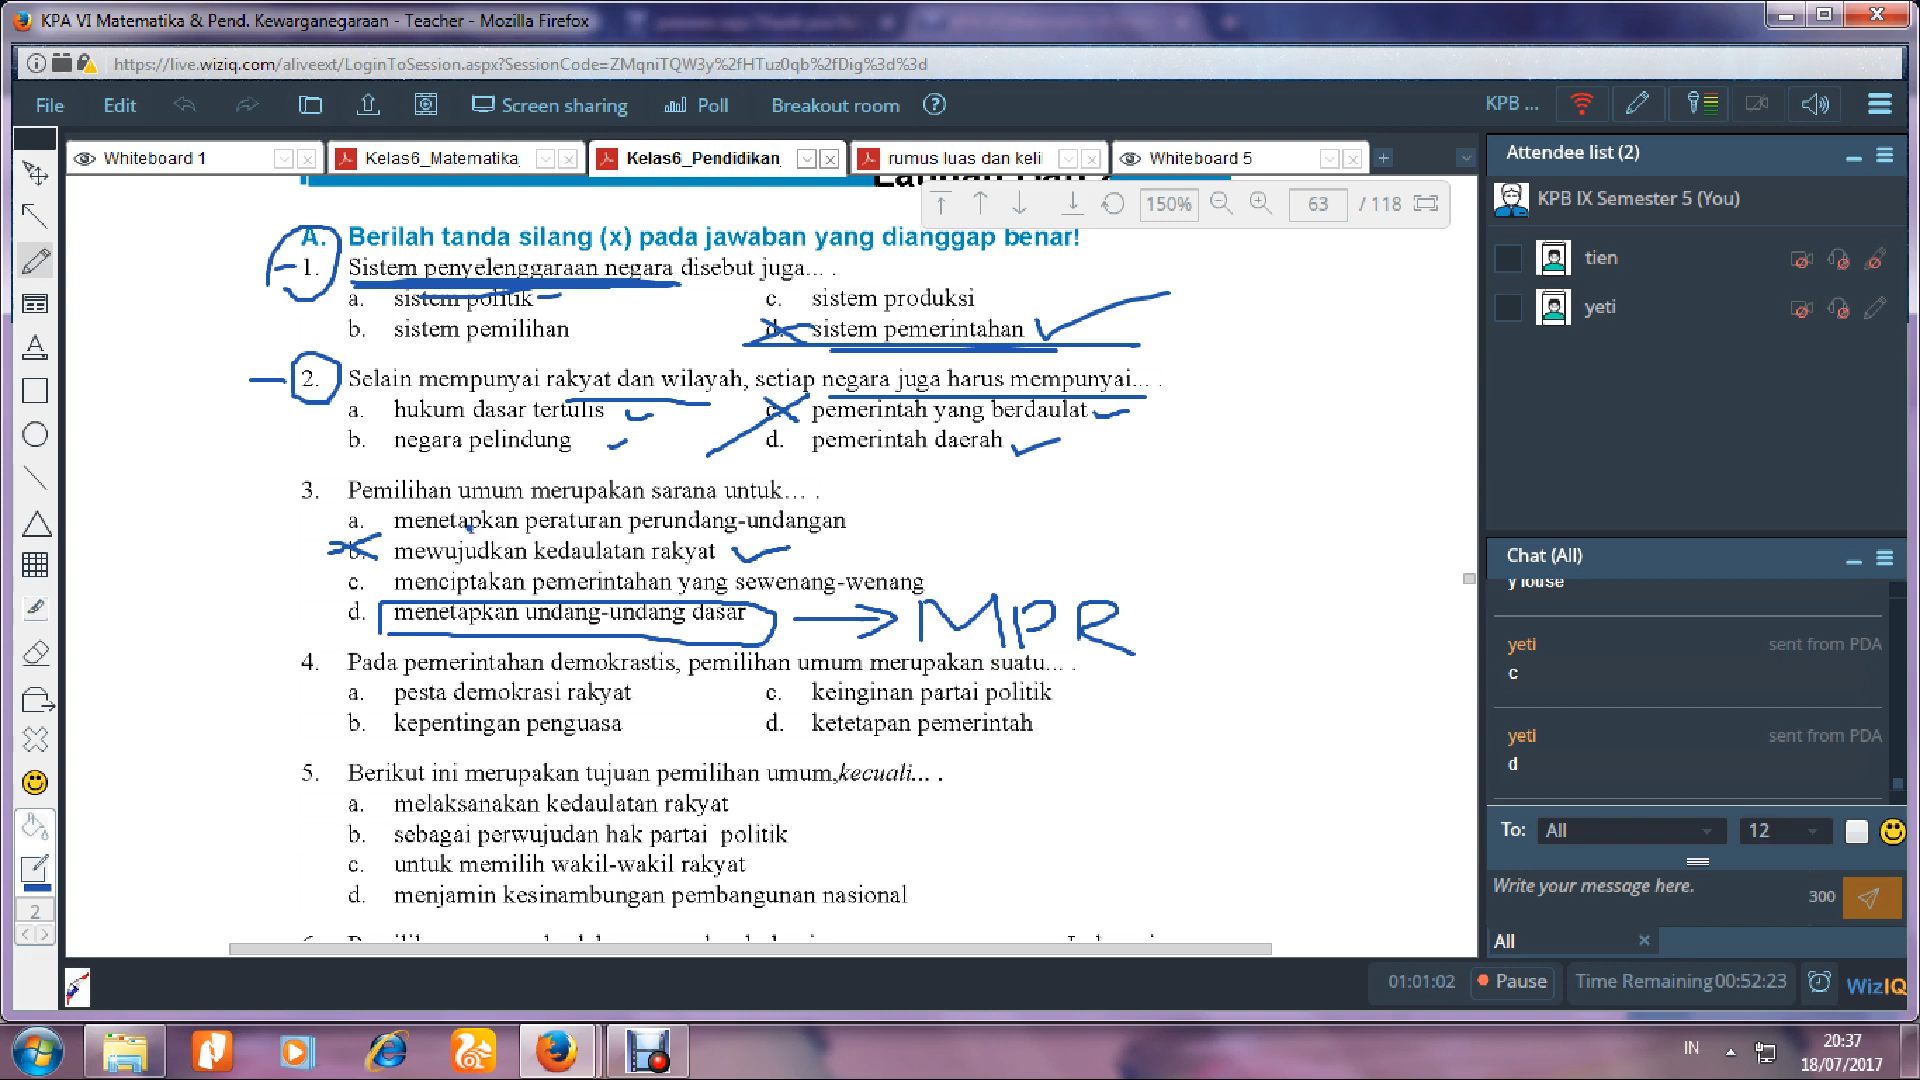 KPA VI Matematika & Pend. Kewarganegaraan - Teacher - Mozilla Firefox
https://live.wiziq.com/aliveext/LoginToSession.aspx?SessionCode=ZMqniTQW3y%2fHTuz0qb%2fDig%3d%3d
File Edit Screen sharing Poll Breakout room KPB ...
Whiteboard 1 Kelas6_Matematika Kelas6_Pendidikan rumus luas dan keli Whiteboard 5
150% 63 / 118
A. Berilah tanda silang (x) pada jawaban yang dianggap benar!
1. Sistem penyelenggaraan negara disebut juga... .
a. sistem politik c. sistem produksi
b. sistem pemilihan d. sistem pemerintahan
2. Selain mempunyai rakyat dan wilayah, setiap negara juga harus mempunyai... .
a. hukum dasar tertulis c. pemerintah yang berdaulat
b. negara pelindung d. pemerintah daerah
3. Pemilihan umum merupakan sarana untuk... .
a. menetapkan peraturan perundang-undangan
b. mewujudkan kedaulatan rakyat
c. menciptakan pemerintahan yang sewenang-wenang
d. menetapkan undang-undang dasar MPR
4. Pada pemerintahan demokrastis, pemilihan umum merupakan suatu... .
a. pesta demokrasi rakyat c. keinginan partai politik
b. kepentingan penguasa d. ketetapan pemerintah
5. Berikut ini merupakan tujuan pemilihan umum,kecuali... .
a. melaksanakan kedaulatan rakyat
b. sebagai perwujudan hak partai politik
c. untuk memilih wakil-wakil rakyat
d. menjamin kesinambungan pembangunan nasional
2
Attendee list (2)
KPB IX Semester 5 (You)
tien
yeti
Chat (All)
yeti sent from PDA
c
yeti sent from PDA
d
To: All 12
Write your message here. 300
All
01:01:02 Pause Time Remaining 00:52:23 WizIQ
IN 20:37
18/07/2017